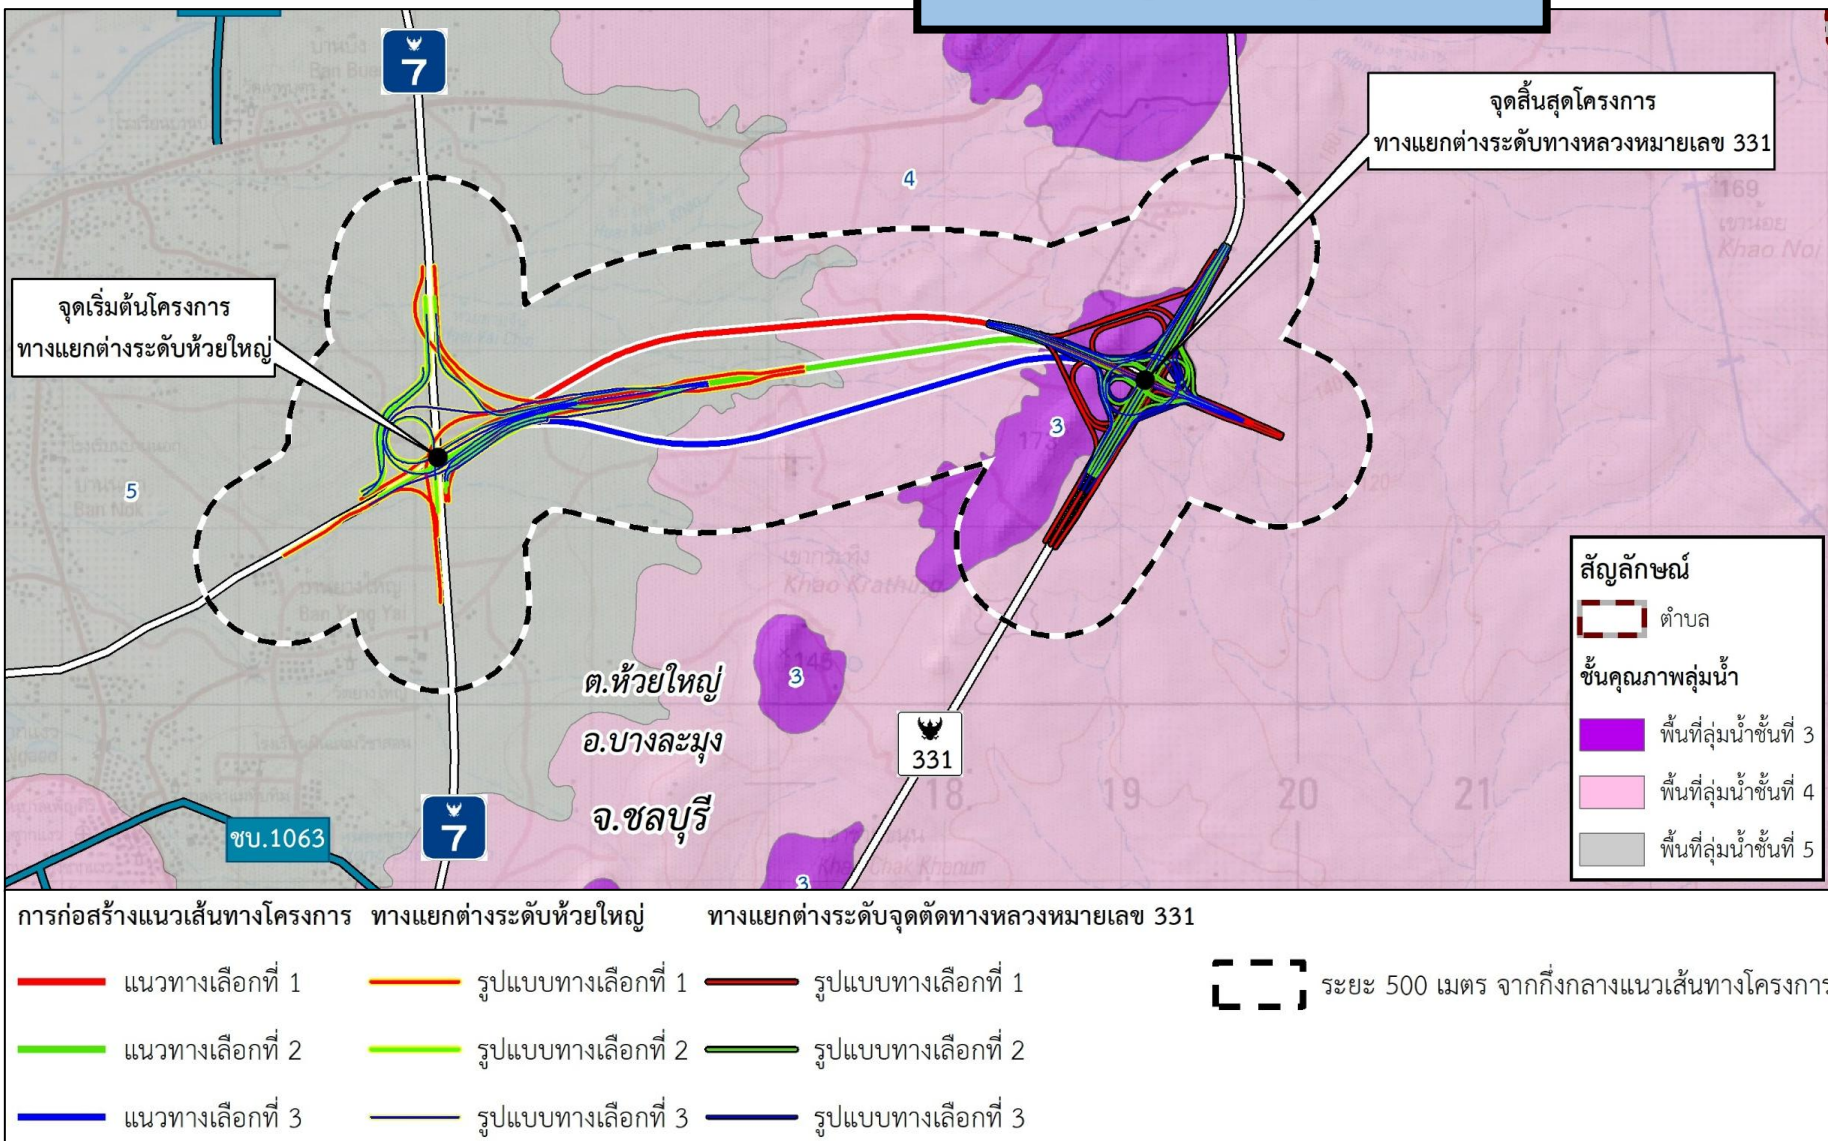 7
จุดสิ้นสุดโครงการ
ทางแยกต่างระดับทางหลวงหมายเลข 331
4
169
เขาน้อย
Khao Noi
จุดเริ่มต้นโครงการ
ทางแยกต่างระดับห้วยใหญ่
3
5
Ban Nok
140
120
Khao Krathing
Ban Yang Yai
145
3
ต.ห้วยใหญ่
อ.บางละมุง
จ.ชลบุรี
331
18
19
20
21
ชบ.1063
7
3
สัญลักษณ์
ตำบล
ชั้นคุณภาพลุ่มน้ำ
พื้นที่ลุ่มน้ำชั้นที่ 3
พื้นที่ลุ่มน้ำชั้นที่ 4
พื้นที่ลุ่มน้ำชั้นที่ 5
การก่อสร้างแนวเส้นทางโครงการ ทางแยกต่างระดับห้วยใหญ่ ทางแยกต่างระดับจุดตัดทางหลวงหมายเลข 331
แนวทางเลือกที่ 1 รูปแบบทางเลือกที่ 1 รูปแบบทางเลือกที่ 1 ระยะ 500 เมตร จากกึ่งกลางแนวเส้นทางโครงการ
แนวทางเลือกที่ 2 รูปแบบทางเลือกที่ 2 รูปแบบทางเลือกที่ 2
แนวทางเลือกที่ 3 รูปแบบทางเลือกที่ 3 รูปแบบทางเลือกที่ 3